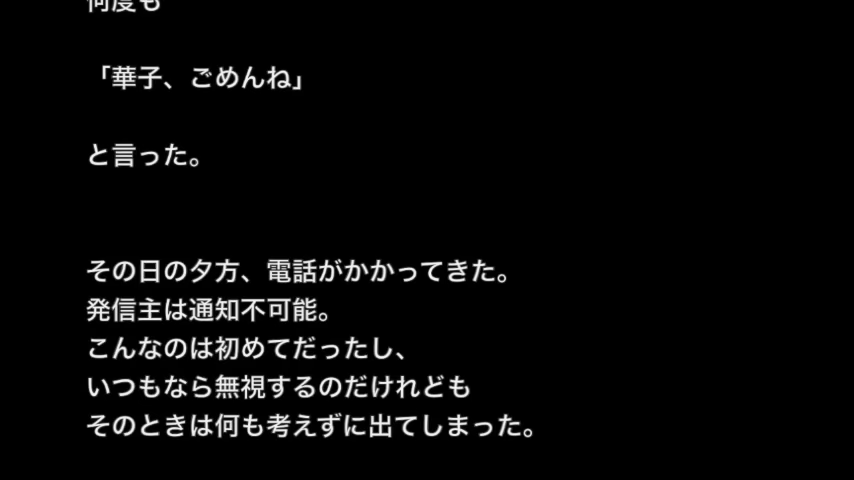 何度も
「華子、ごめんね」
と言った。
その日の夕方、電話がかかってきた。
発信主は通知不可能。
こんなのは初めてだったし、
いつもなら無視するのだけれども
そのときは何も考えずに出てしまった。